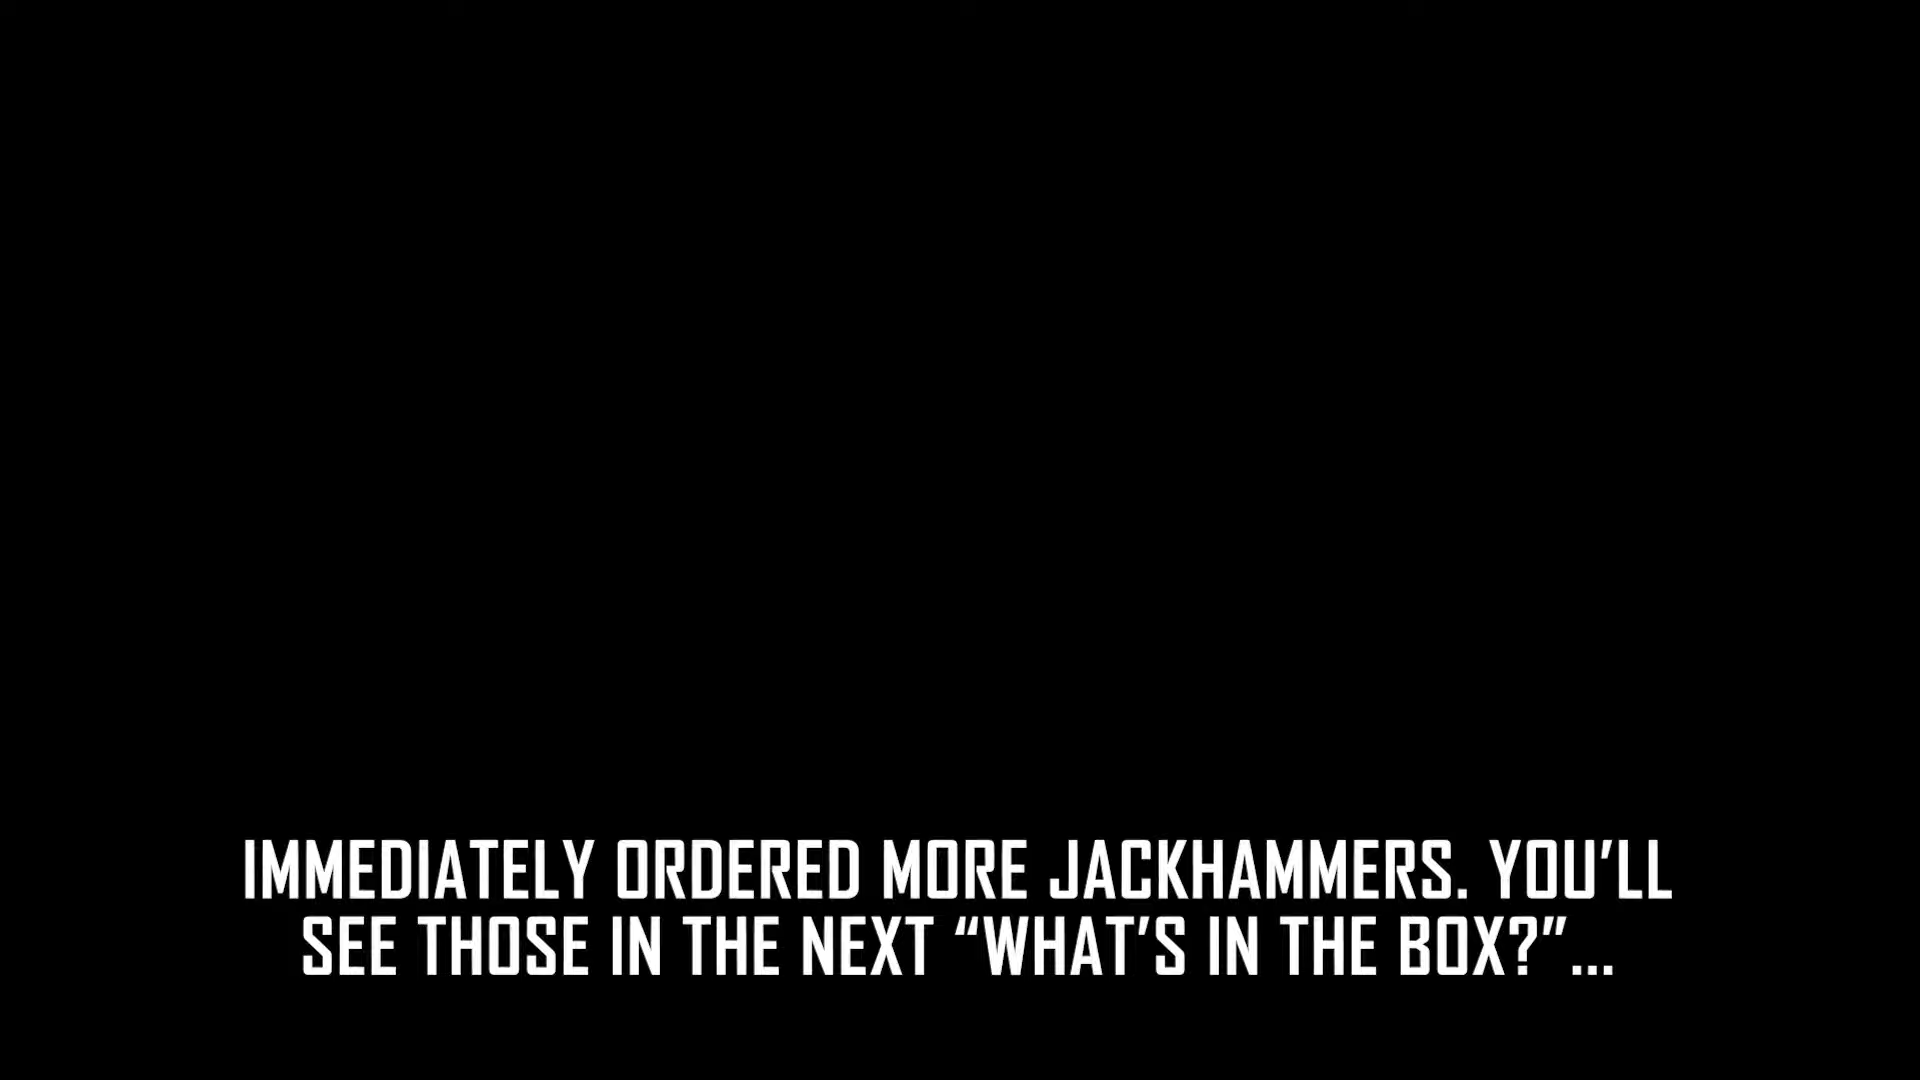 IMMEDIATELY ORDERED MORE JACKHAMMERS. YOU’LL
SEE THOSE IN THE NEXT “WHAT’S IN THE BOX?”...